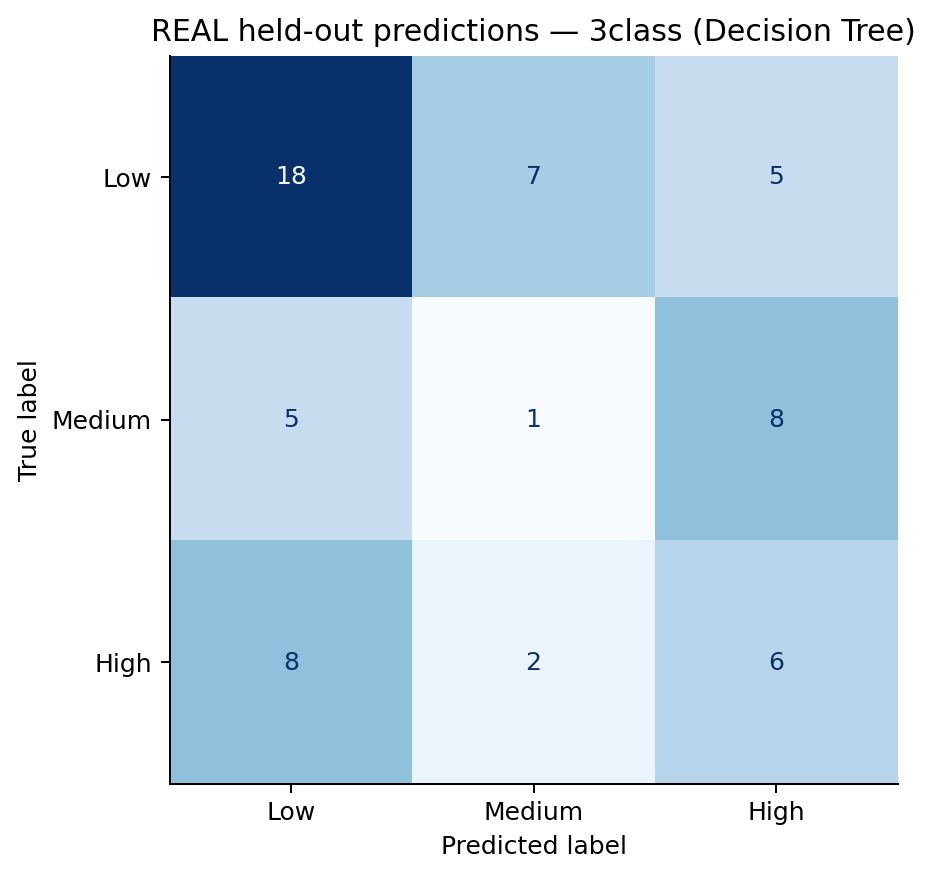 REAL held-out predictions — 3class (Decision Tree)
Low
18
7
5
Medium
5
1
8
High
8
2
6
Low
Medium
High
Predicted label
True label